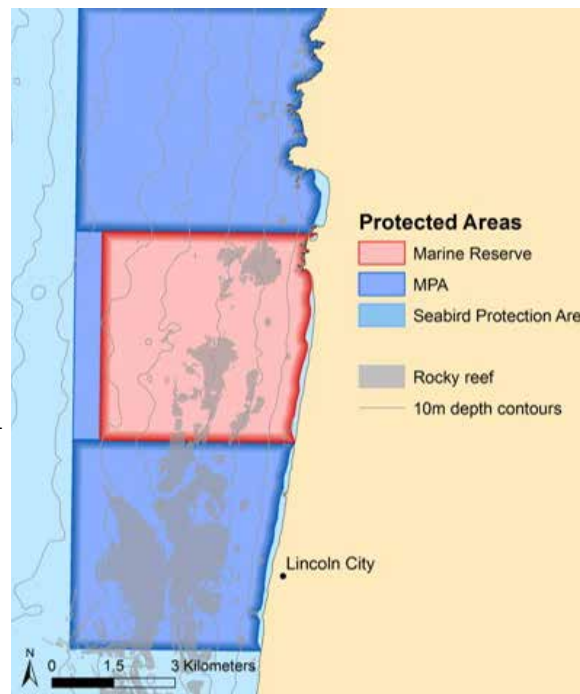 Protected Areas
Marine Reserve
MPA
Seabird Protection Area
Rocky reef
10m depth contours
Lincoln City
N
0 1.5 3 Kilometers